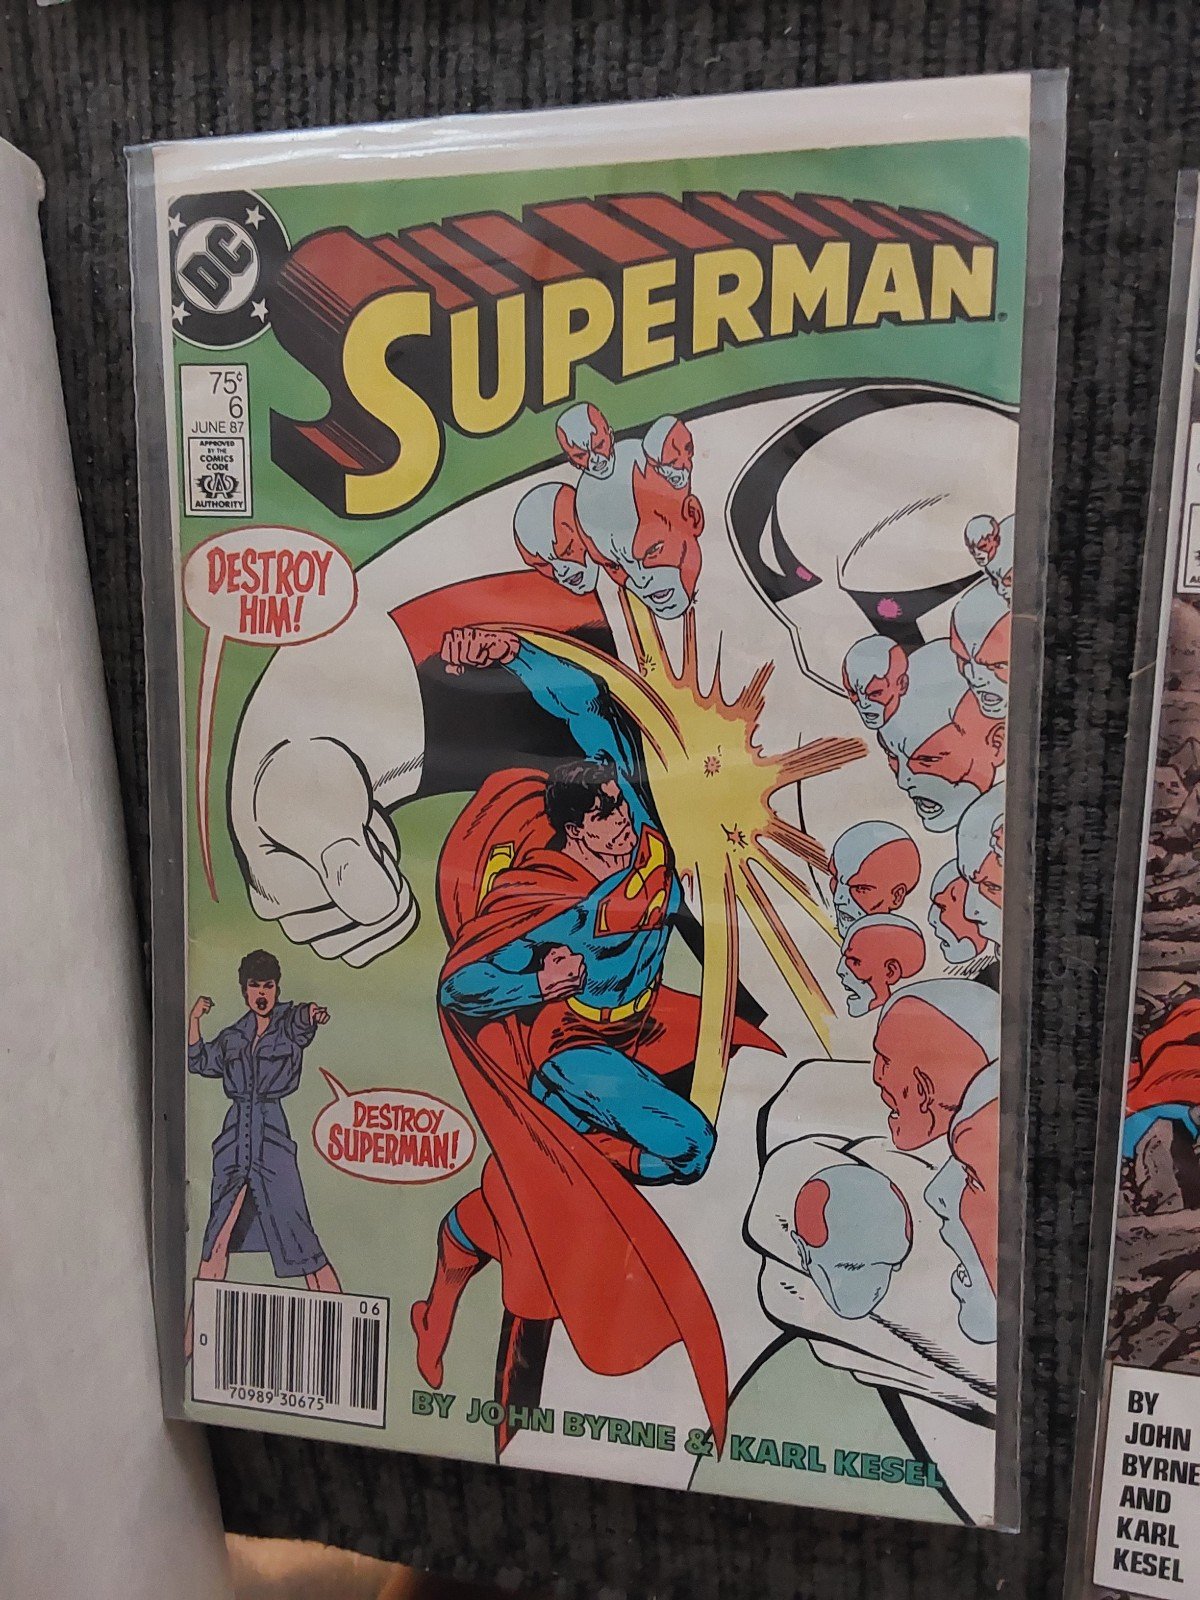 DC
SUPERMAN
75¢
6
JUNE 87
APPROVED
BY THE
COMICS
CODE
CA
AUTHORITY
DESTROY
HIM!
DESTROY
SUPERMAN!
06
0
70989 30675
BY JOHN BYRNE & KARL KESEL
BY
JOHN
BYRNE
AND
KARL
KESEL